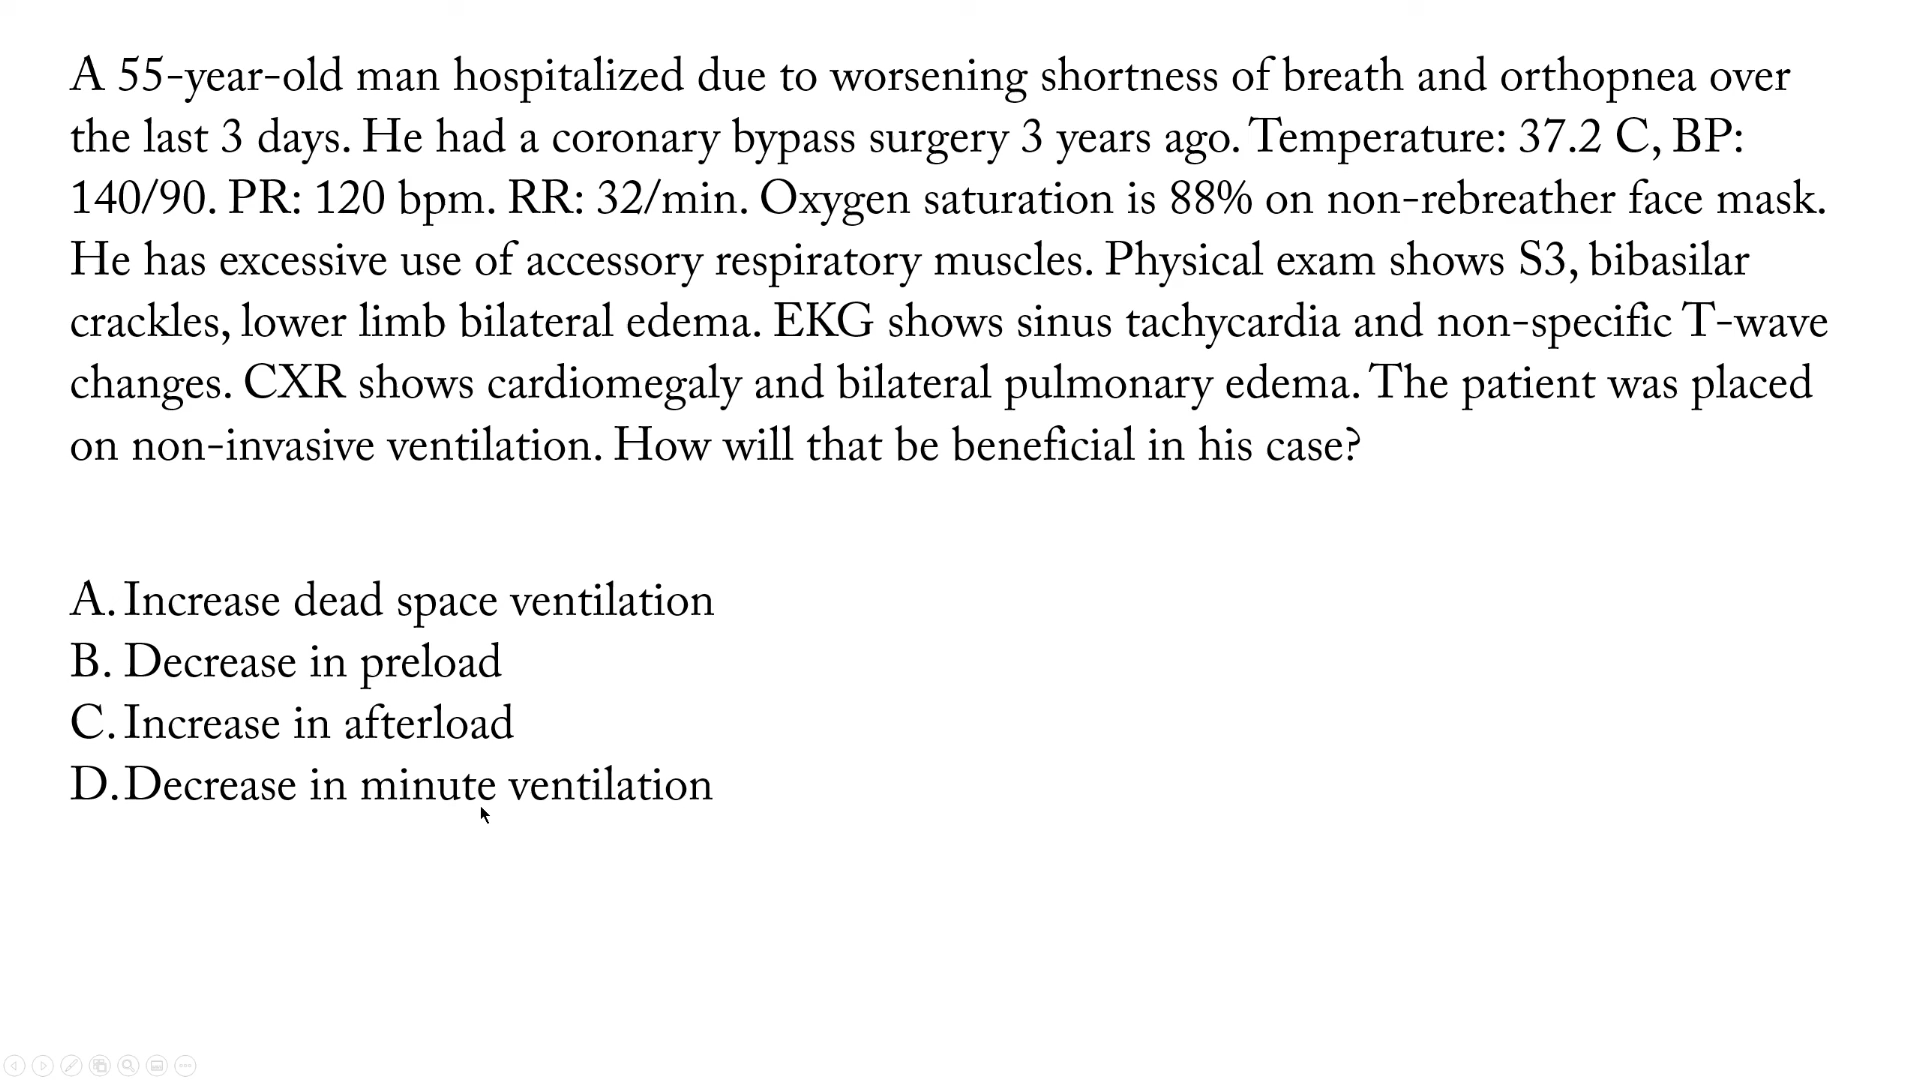 A 55-year-old man hospitalized due to worsening shortness of breath and orthopnea over
the last 3 days. He had a coronary bypass surgery 3 years ago. Temperature: 37.2 C, BP:
140/90. PR: 120 bpm. RR: 32/min. Oxygen saturation is 88% on non-rebreather face mask.
He has excessive use of accessory respiratory muscles. Physical exam shows S3, bibasilar
crackles, lower limb bilateral edema. EKG shows sinus tachycardia and non-specific T-wave
changes. CXR shows cardiomegaly and bilateral pulmonary edema. The patient was placed
on non-invasive ventilation. How will that be beneficial in his case?
A. Increase dead space ventilation
B. Decrease in preload
C. Increase in afterload
D. Decrease in minute ventilation